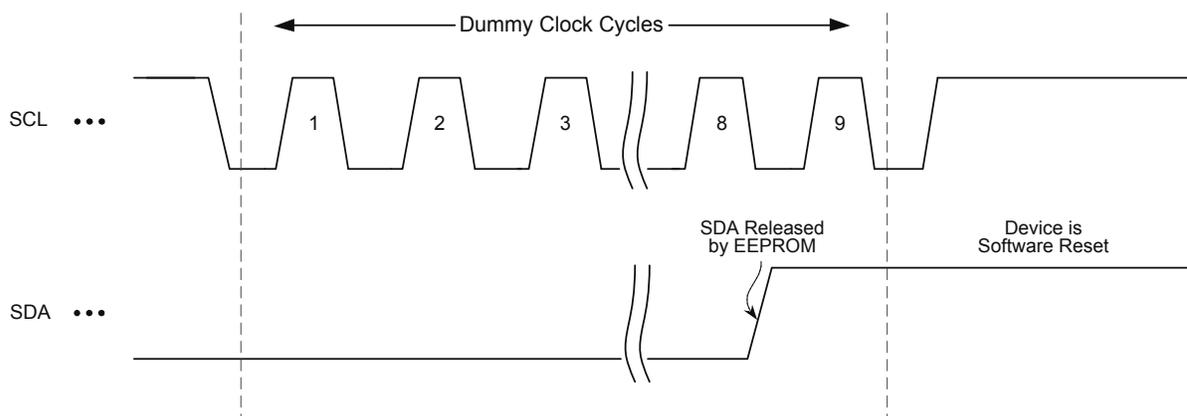 Dummy Clock Cycles
SCL •••
1
2
3
8
9
SDA Released
by EEPROM
Device is
Software Reset
SDA •••